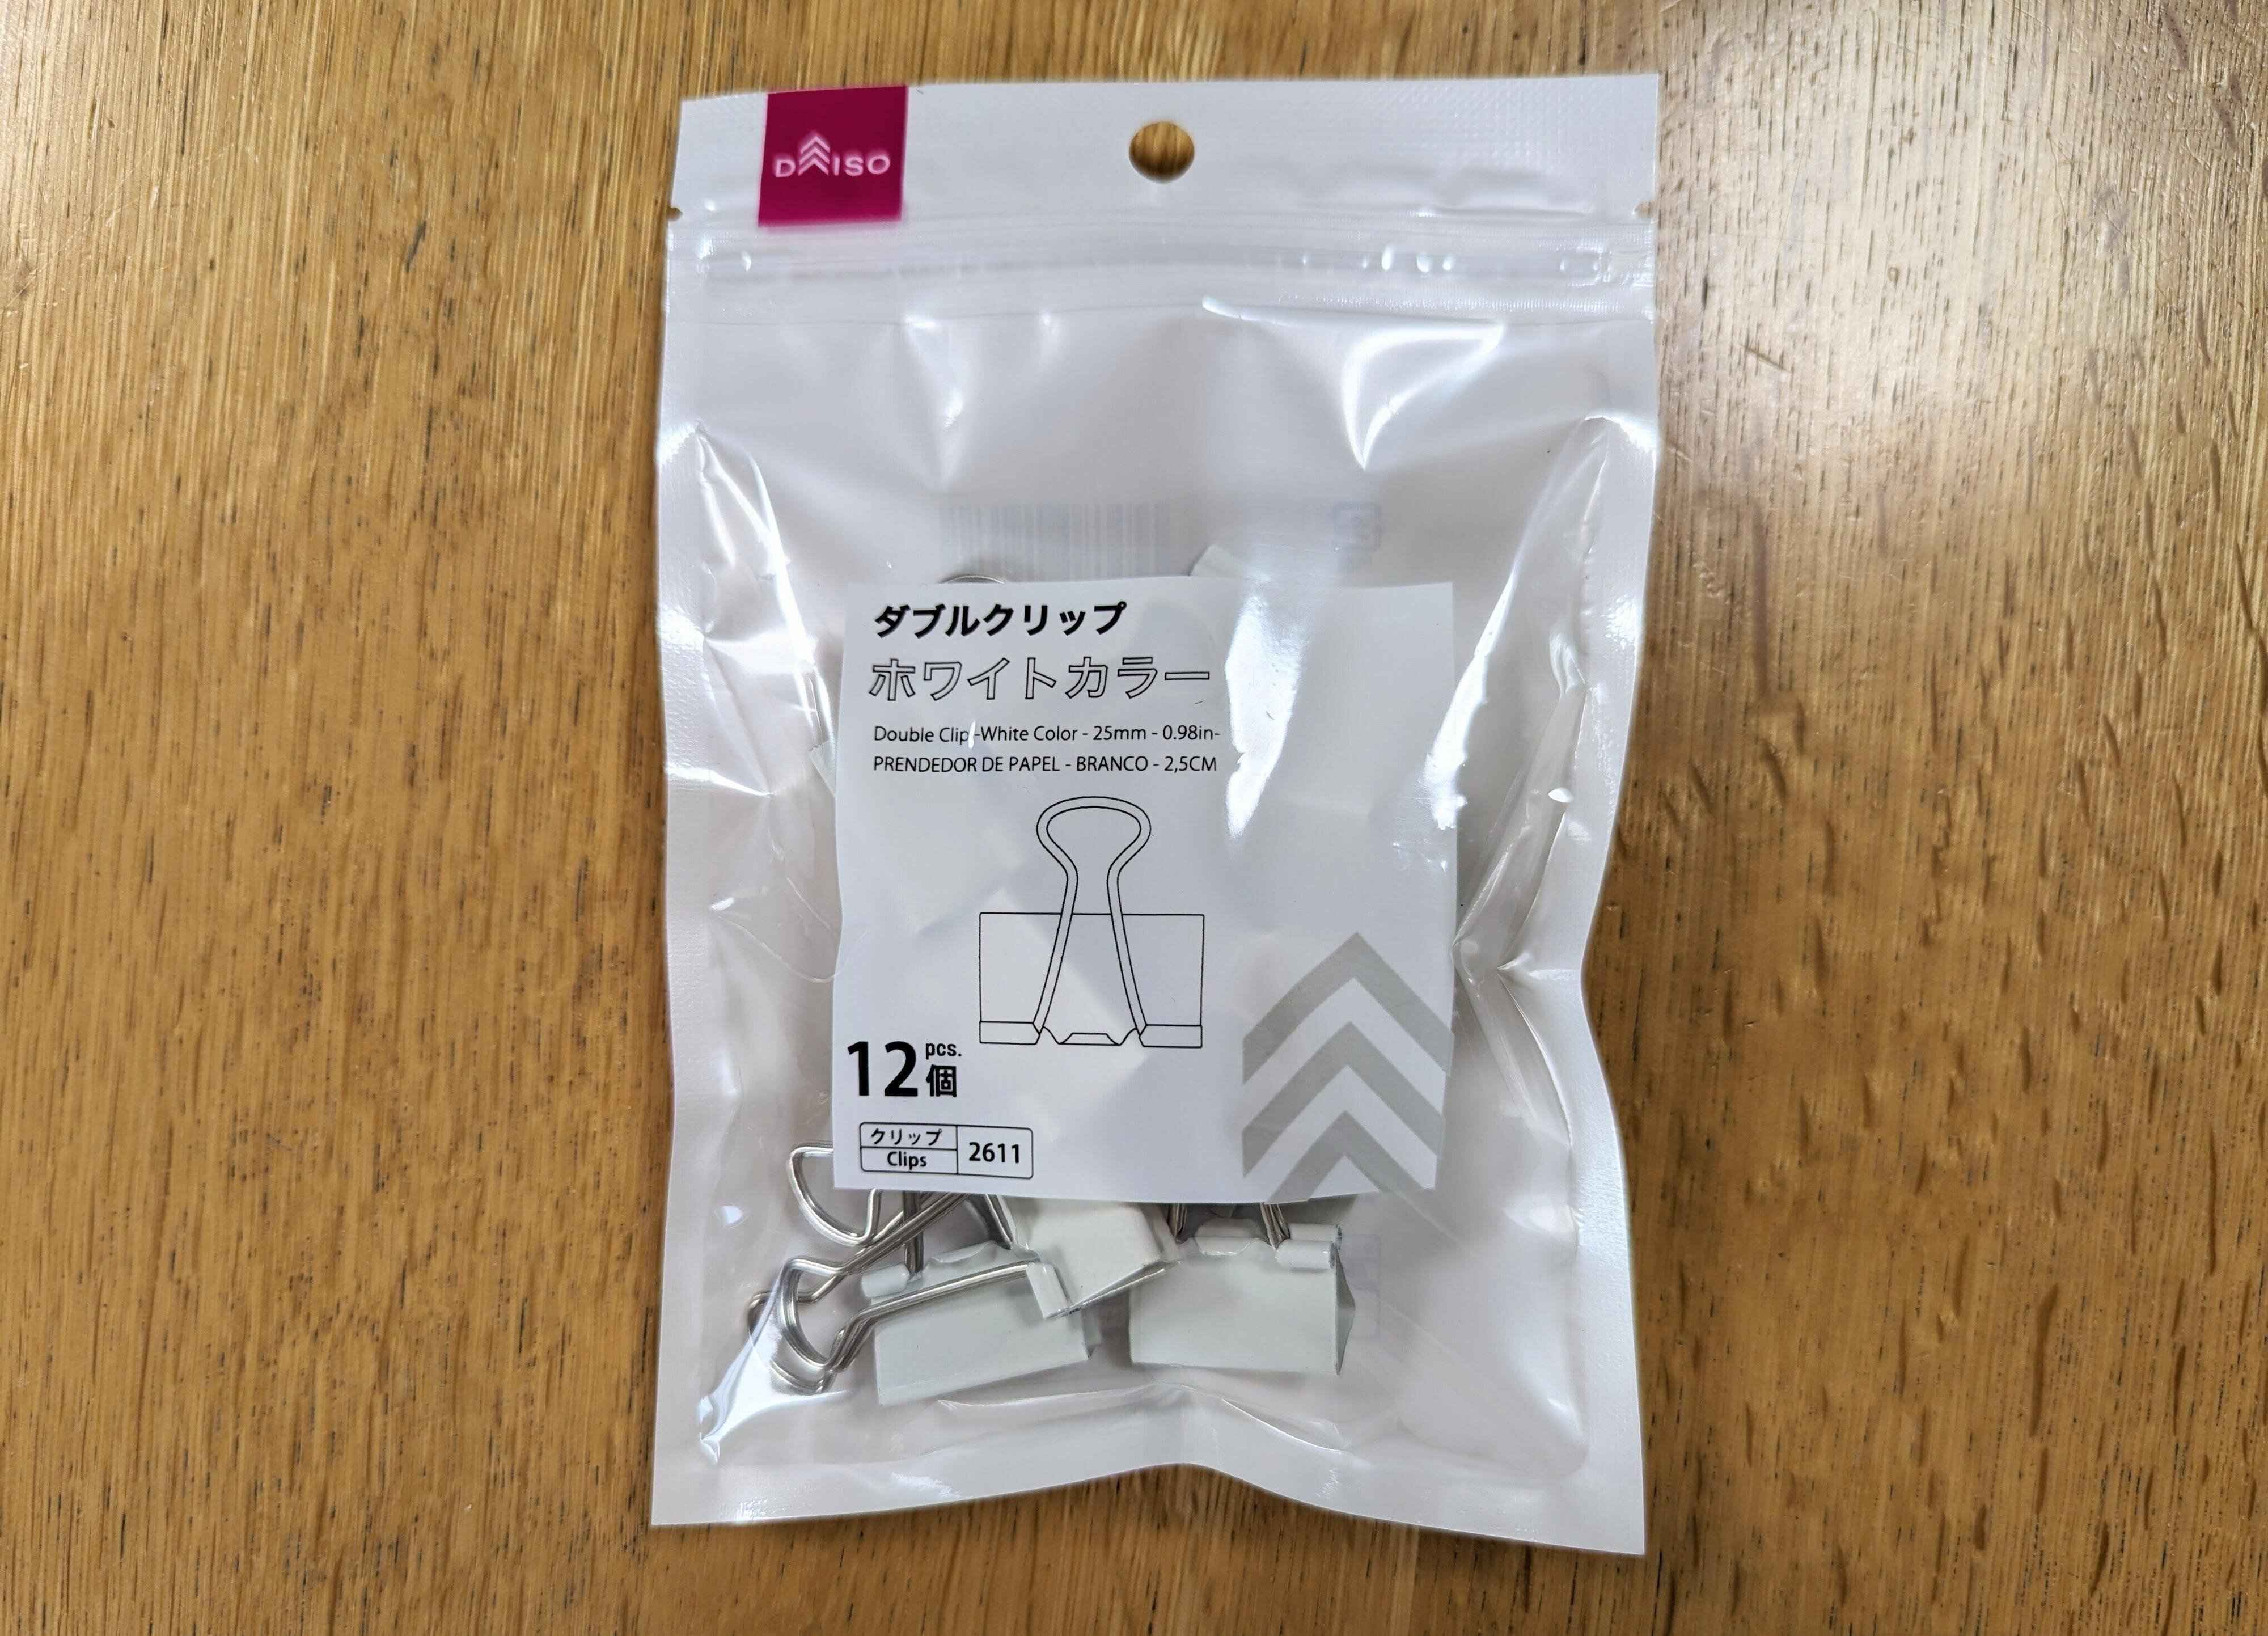 DAISO
ダブルクリップ
ホワイトカラー
Double Clip -White Color - 25mm - 0.98in-
PRENDEDOR DE PAPEL - BRANCO - 2,5CM
12 pcs.
個
クリップ
Clips
2611